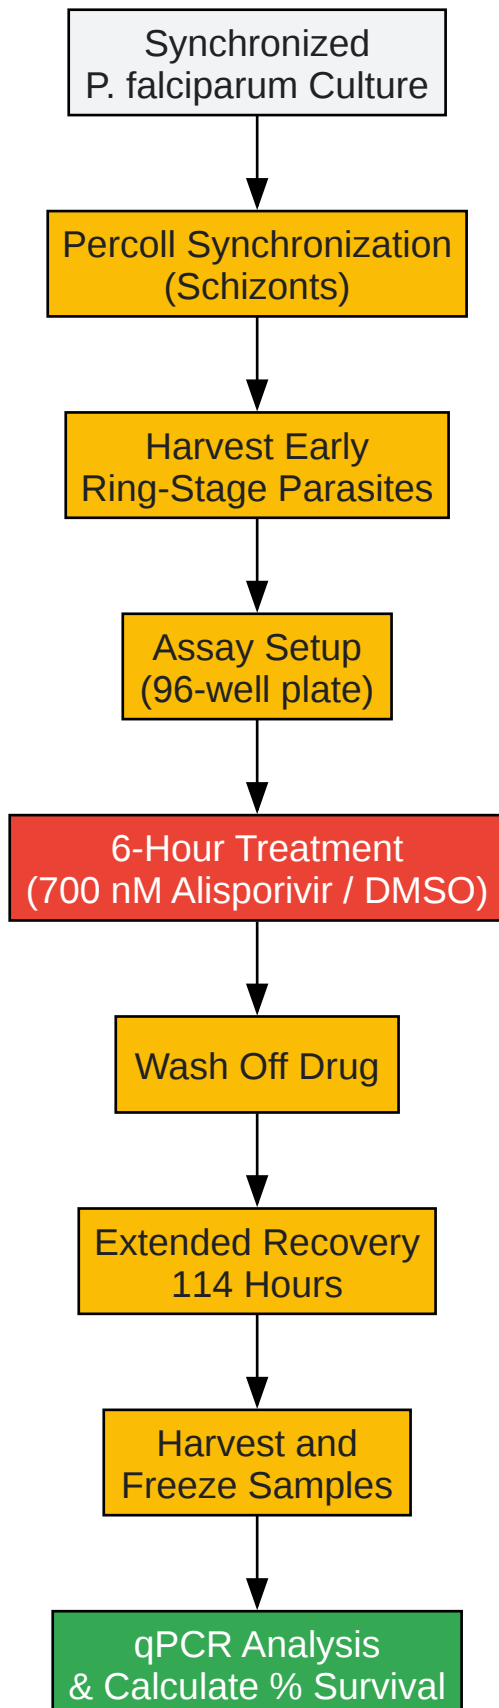 Synchronized
P. falciparum Culture
Percoll Synchronization
(Schizonts)
Harvest Early
Ring-Stage Parasites
Assay Setup
(96-well plate)
6-Hour Treatment
(700 nM Alisporivir / DMSO)
Wash Off Drug
Extended Recovery
114 Hours
Harvest and
Freeze Samples
qPCR Analysis
& Calculate % Survival